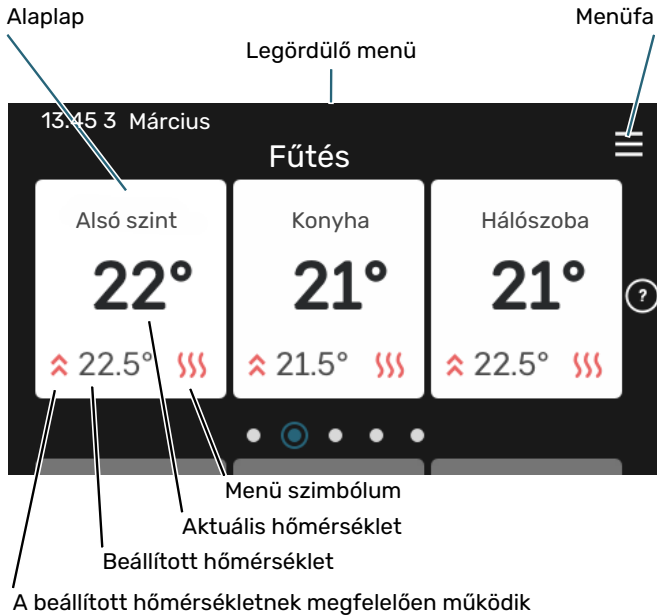 Alaplap
Menüfa
Legördülő menü
13.45 3 Március
Fűtés
Alsó szint
Konyha
Hálószoba
22°
21°
21°
?
22.5°
21.5°
22.5°
Menü szimbólum
Aktuális hőmérséklet
Beállított hőmérséklet
A beállított hőmérsékletnek megfelelően működik